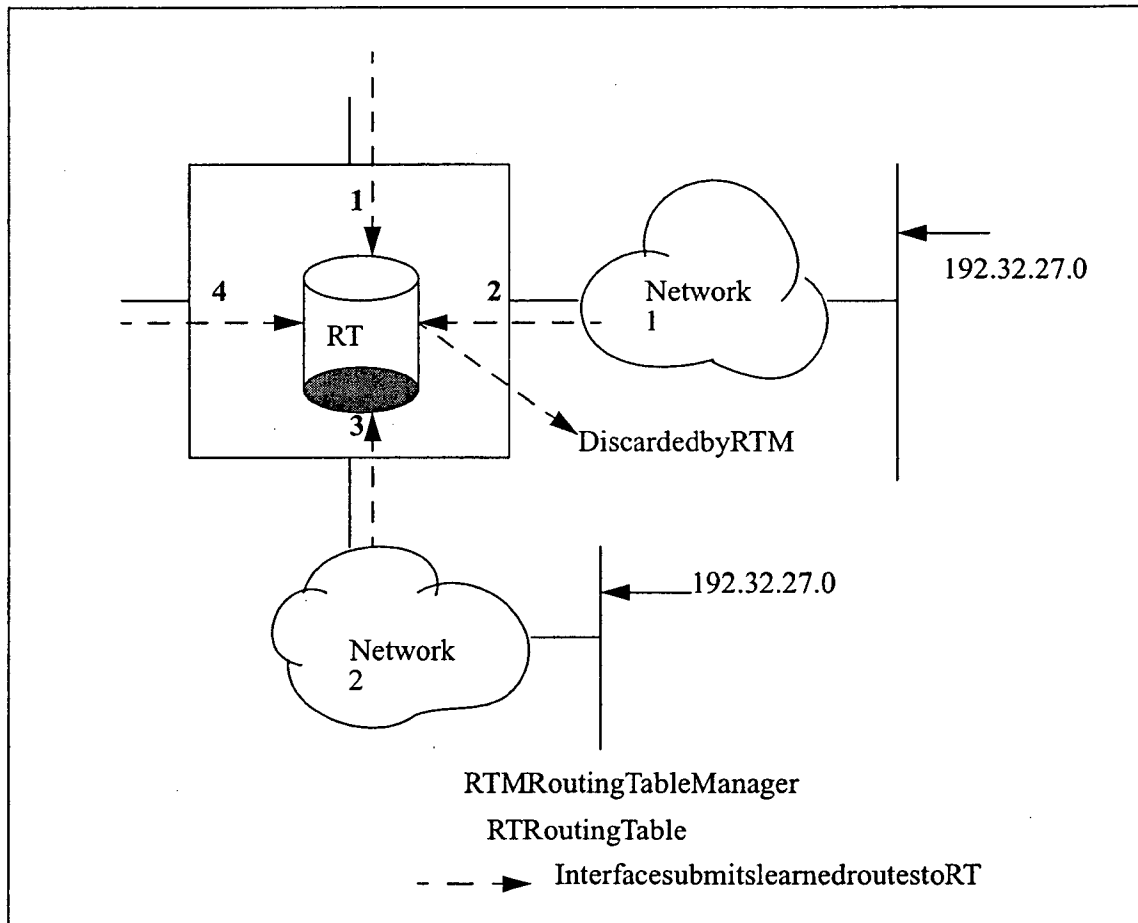 1
192.32.27.0
4
2
Network
1
RT
3
DiscardedbyRTM
192.32.27.0
Network
2
RTMRoutingTableManager
RTRoutingTable
InterfacesubmitslearnedroutestoRT